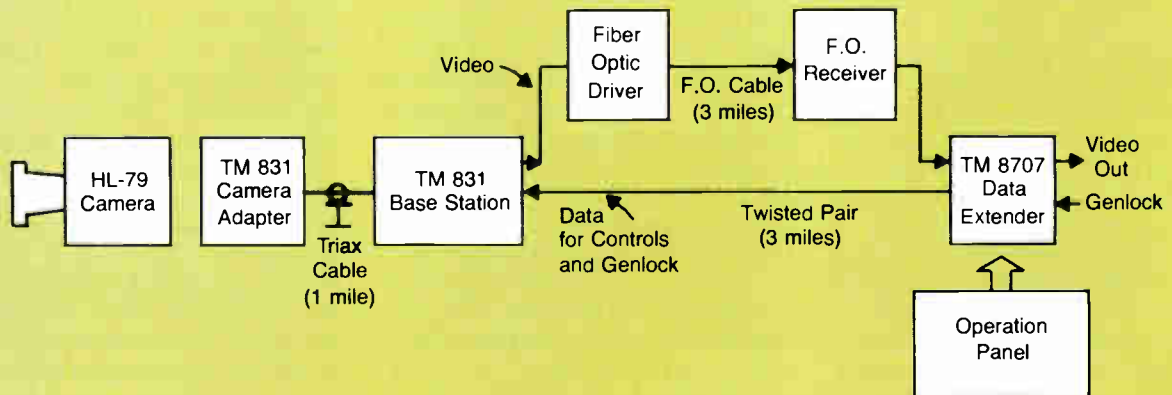 Fiber
Optic
Driver
F.O.
Receiver
Video
F.O. Cable
(3 miles)
HL-79
Camera
TM 831
Camera
Adapter
TM 831
Base Station
TM 8707
Data
Extender
Video
Out
Genlock
Triax
Cable
(1 mile)
Data
for Controls
and Genlock
Twisted Pair
(3 miles)
Operation
Panel